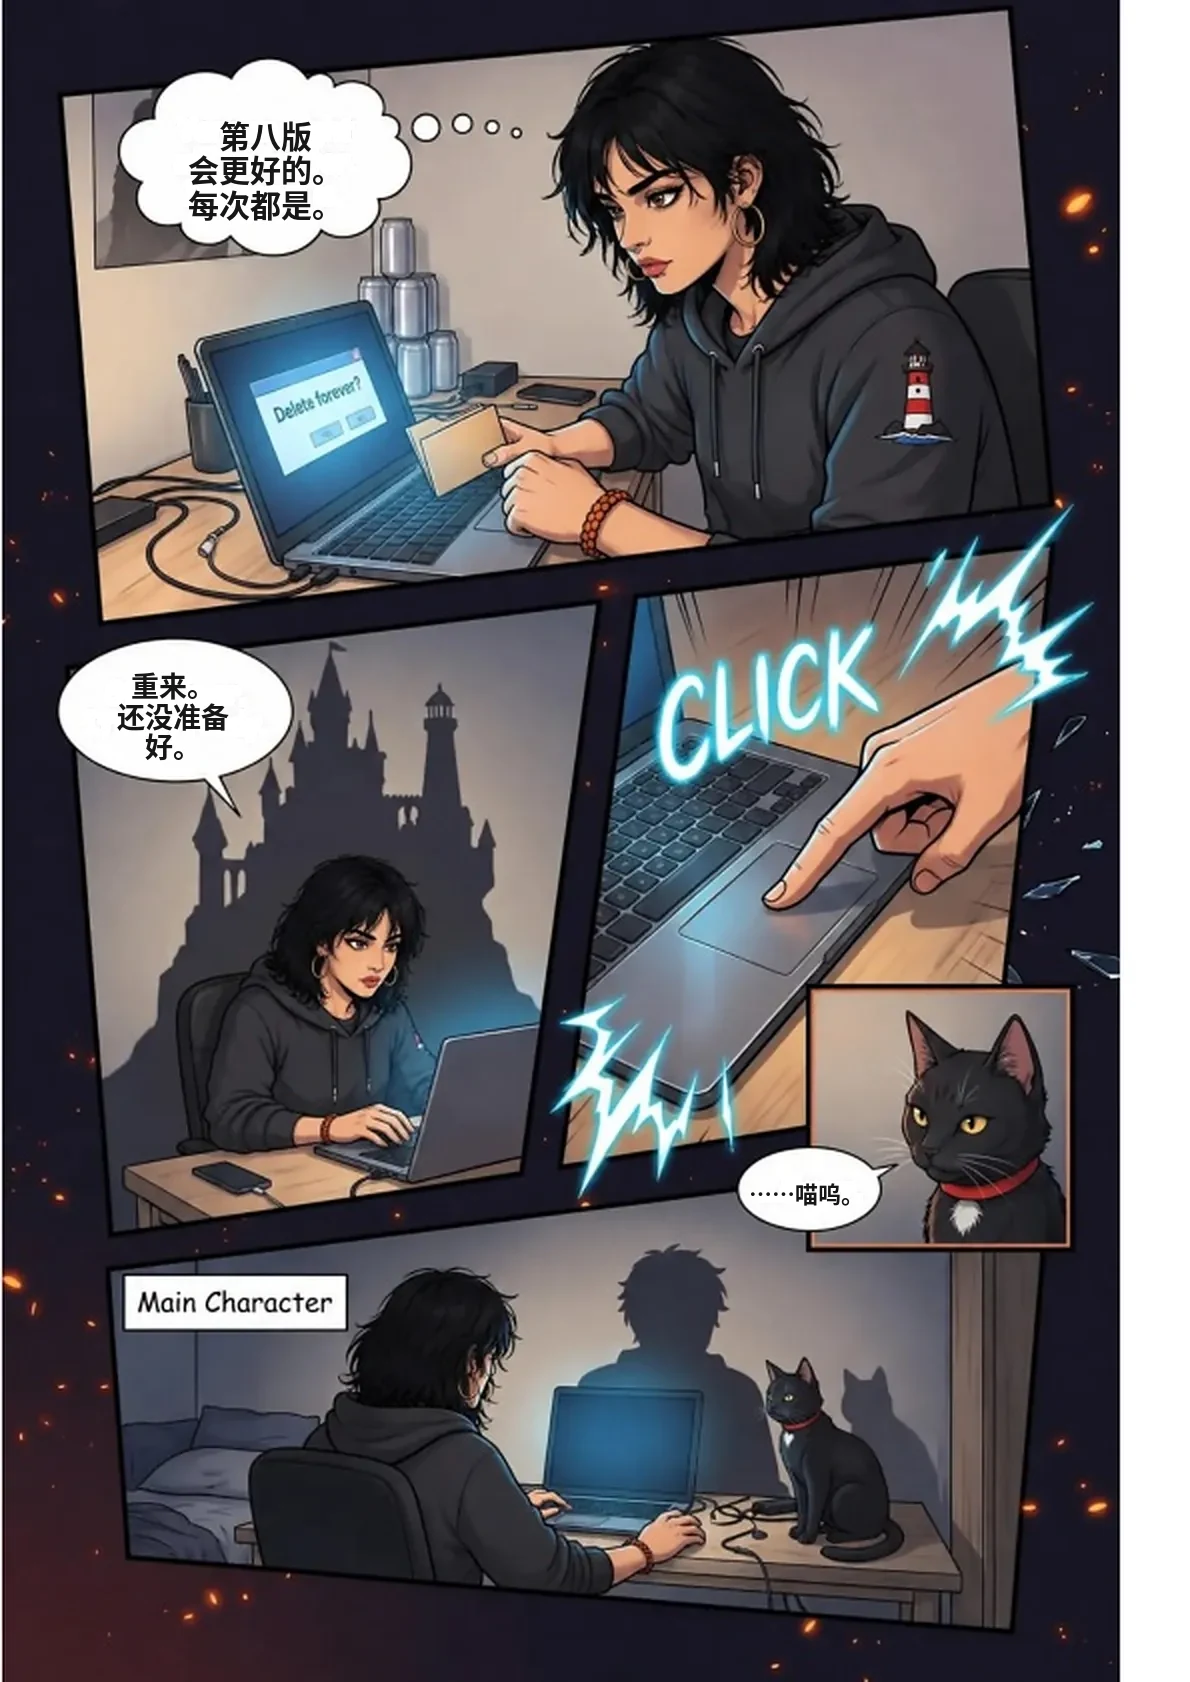 第八版
会更好的。
每次都是。
Delete forever?
重来。
还没准备
好。
CLICK
……喵呜。
Main Character